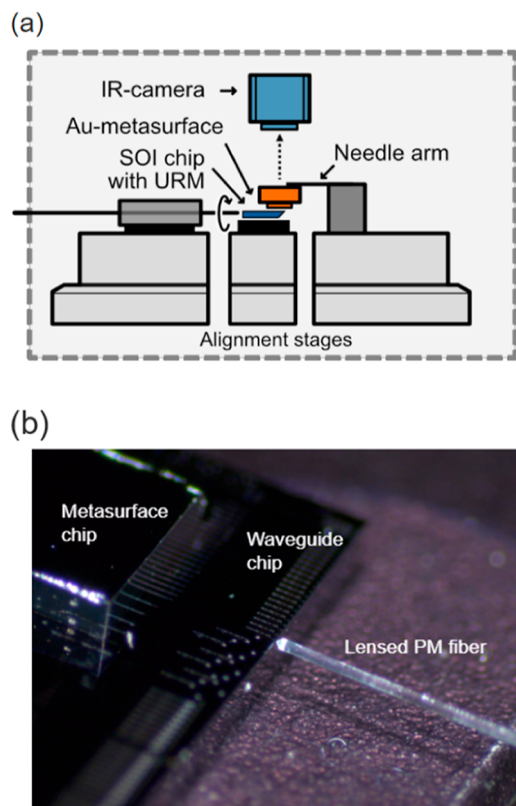 (a)
IR-camera
Au-metasurface
SOI chip
with URM
Needle arm
Alignment stages
(b)
Metasurface
chip
Waveguide
chip
Lensed PM fiber